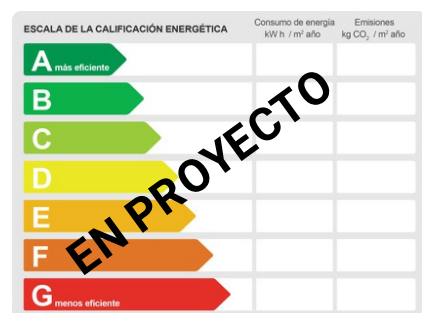 ESCALA DE LA CALIFICACIÓN ENERGÉTICA
Consumo de energía
kW h / m² año
Emisiones
kg CO₂ / m² año
A más eficiente
B
C
D
E
F
G menos eficiente
EN PROYECTO